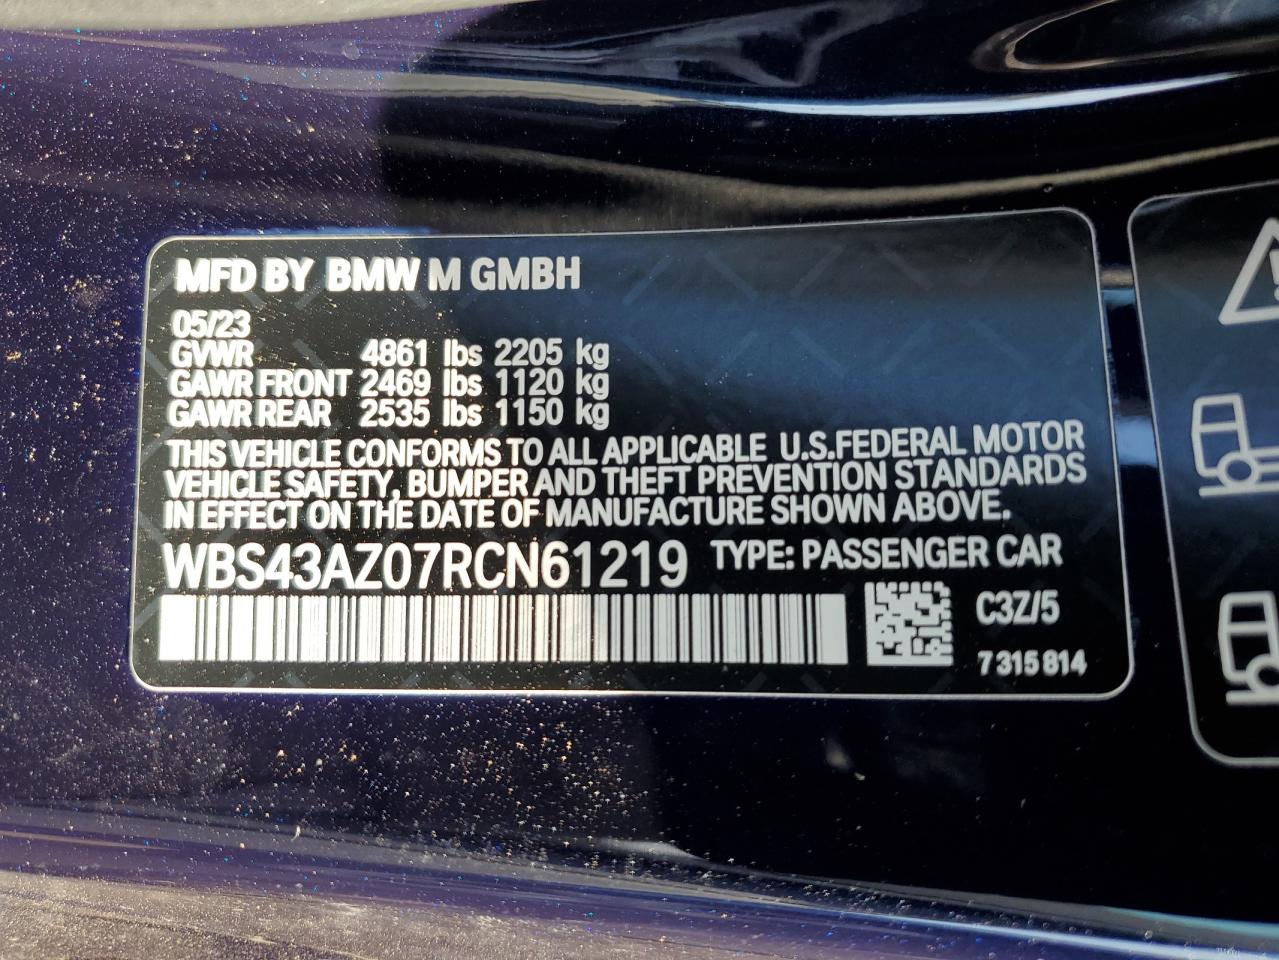 MFD BY BMW M GMBH
05/23
GVWR 4861 lbs 2205 kg
GAWR FRONT 2469 lbs 1120 kg
GAWR REAR 2535 lbs 1150 kg
THIS VEHICLE CONFORMS TO ALL APPLICABLE U.S.FEDERAL MOTOR
VEHICLE SAFETY, BUMPER AND THEFT PREVENTION STANDARDS
IN EFFECT ON THE DATE OF MANUFACTURE SHOWN ABOVE.
WBS43AZ07RCN61219 TYPE: PASSENGER CAR
C3Z/5
7 315 814